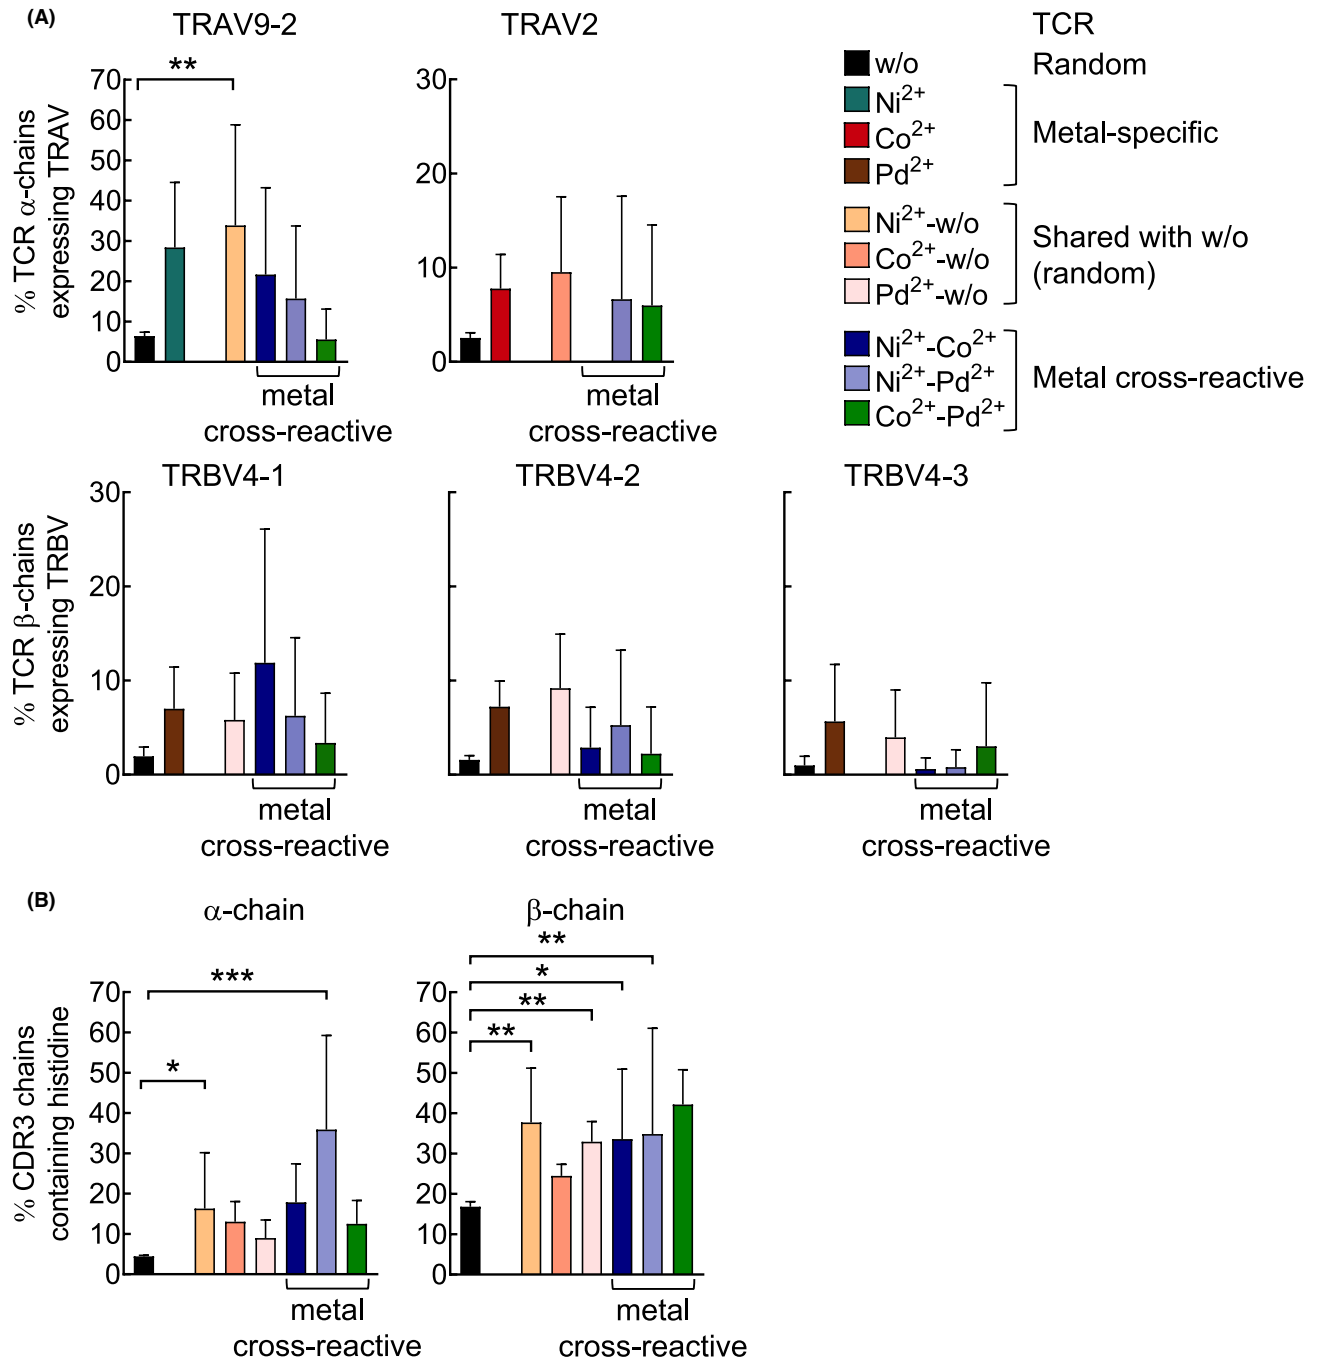 (A)
TRAV9-2
TRAV2
TCR
w/o
Random
Ni2+
Co2+
Pd2+
Metal-specific
Ni2+-w/o
Co2+-w/o
Pd2+-w/o
Shared with w/o
(random)
Ni2+-Co2+
Ni2+-Pd2+
Co2+-Pd2+
Metal cross-reactive
% TCR α-chains
expressing TRAV
70
60
50
40
30
20
10
0
**
metal
cross-reactive
30
20
10
0
metal
cross-reactive
TRBV4-1
TRBV4-2
TRBV4-3
% TCR β-chains
expressing TRBV
30
20
10
0
metal
cross-reactive
metal
cross-reactive
metal
cross-reactive
(B)
α-chain
β-chain
% CDR3 chains
containing histidine
70
60
50
40
30
20
10
0
***
*
metal
cross-reactive
70
60
50
40
30
20
10
0
**
*
**
**
metal
cross-reactive